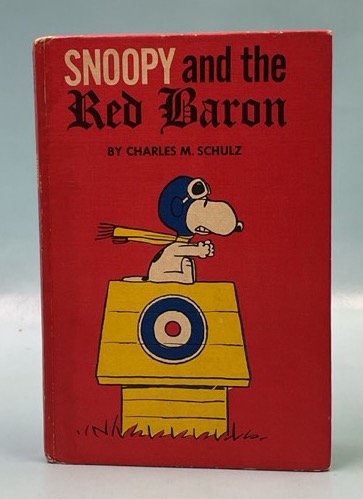 SNOOPY and the
Red Baron
BY CHARLES M. SCHULZ